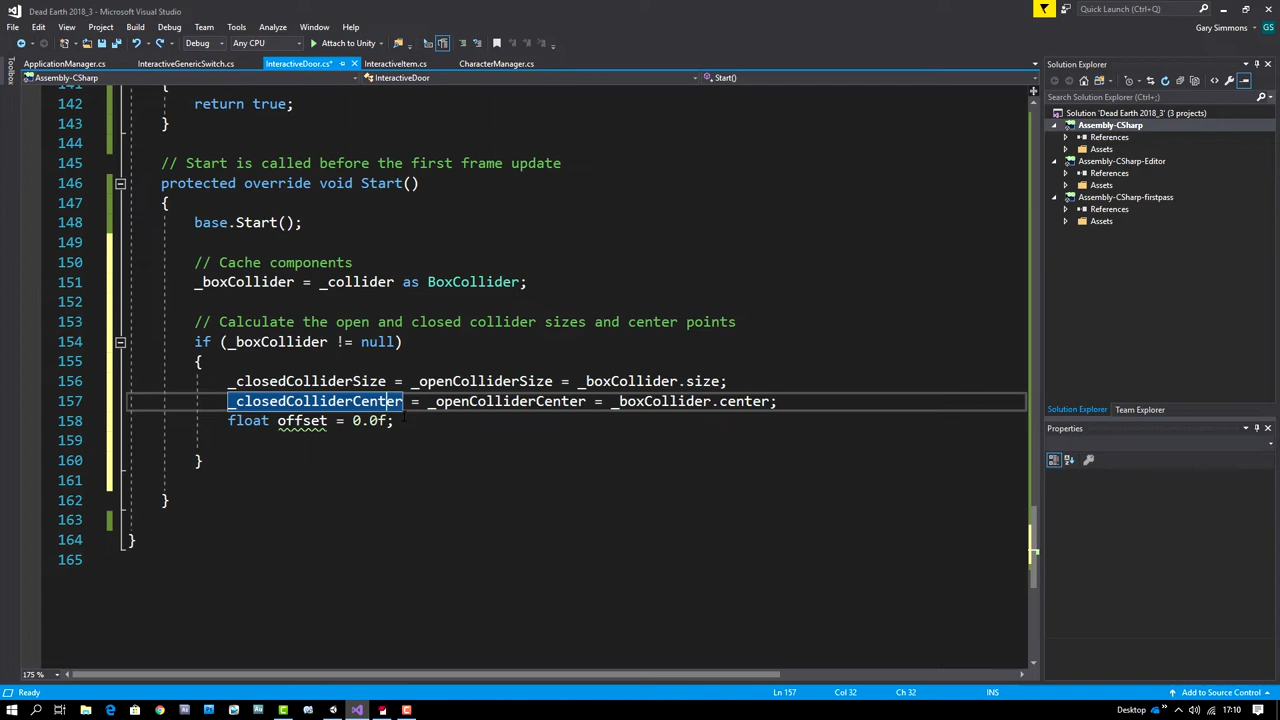 Dead Earth 2018_3 - Microsoft Visual Studio
Quick Launch (Ctrl+Q)
File Edit View Project Build Debug Team Tools Analyze Window Help
Gary Simmons GS
Debug Any CPU Attach to Unity
Toolbox
ApplicationManager.cs InteractiveGenericSwitch.cs InteractiveDoor.cs* InteractiveItem.cs CharacterManager.cs
Assembly-CSharp InteractiveDoor Start()
141 {
142 return true;
143 }
144
145 // Start is called before the first frame update
146 protected override void Start()
147 {
148 base.Start();
149
150 // Cache components
151 _boxCollider = _collider as BoxCollider;
152
153 // Calculate the open and closed collider sizes and center points
154 if (_boxCollider != null)
155 {
156 _closedColliderSize = _openColliderSize = _boxCollider.size;
157 _closedColliderCenter = _openColliderCenter = _boxCollider.center;
158 float offset = 0.0f;
159
160 }
161
162 }
163
164 }
165
175 %
Solution Explorer
Search Solution Explorer (Ctrl+;)
Solution 'Dead Earth 2018_3' (3 projects)
Assembly-CSharp
References
Assets
Assembly-CSharp-Editor
References
Assets
Assembly-CSharp-firstpass
References
Assets
Solution Explorer Team Explorer
Properties
Ready Ln 157 Col 32 Ch 32 INS Add to Source Control
Desktop 17:10